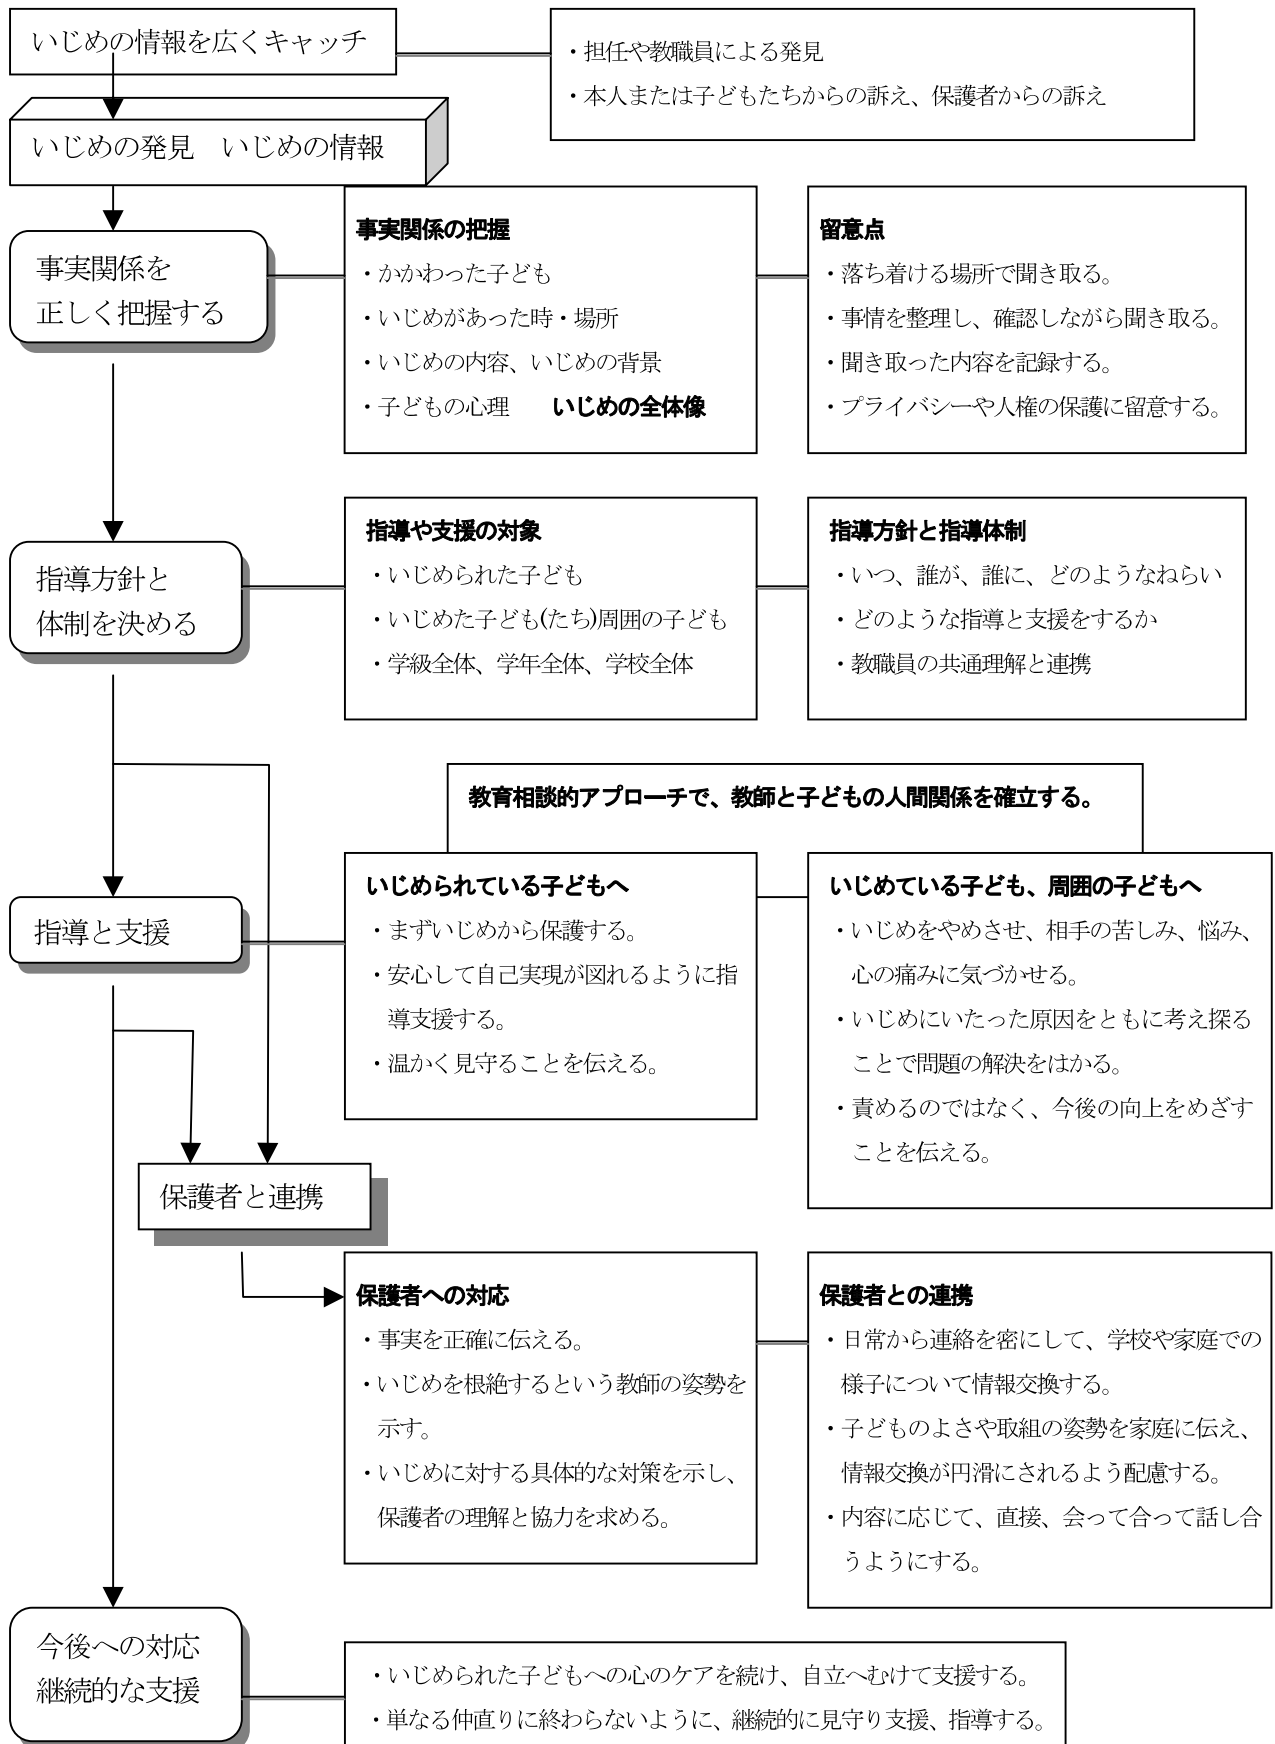 いじめの情報を広くキャッチ
・担任や教職員による発見
・本人または子どもたちからの訴え、保護者からの訴え
いじめの発見　いじめの情報
事実関係を
正しく把握する
事実関係の把握
・かかわった子ども
・いじめがあった時・場所
・いじめの内容、いじめの背景
・子どもの心理　　いじめの全体像
留意点
・落ち着ける場所で聞き取る。
・事情を整理し、確認しながら聞き取る。
・聞き取った内容を記録する。
・プライバシーや人権の保護に留意する。
指導方針と
体制を決める
指導や支援の対象
・いじめられた子ども
・いじめた子ども(たち)周囲の子ども
・学級全体、学年全体、学校全体
指導方針と指導体制
・いつ、誰が、誰に、どのようなねらい
・どのような指導と支援をするか
・教職員の共通理解と連携
教育相談的アプローチで、教師と子どもの人間関係を確立する。
指導と支援
いじめられている子どもへ
・まずいじめから保護する。
・安心して自己実現が図れるように指
導支援する。
・温かく見守ることを伝える。
いじめている子ども、周囲の子どもへ
・いじめをやめさせ、相手の苦しみ、悩み、
心の痛みに気づかせる。
・いじめにいたった原因をともに考え探る
ことで問題の解決をはかる。
・責めるのではなく、今後の向上をめざす
ことを伝える。
保護者と連携
保護者への対応
・事実を正確に伝える。
・いじめを根絶するという教師の姿勢を
示す。
・いじめに対する具体的な対策を示し、
保護者の理解と協力を求める。
保護者との連携
・日常から連絡を密にして、学校や家庭での
様子について情報交換する。
・子どものよさや取組の姿勢を家庭に伝え、
情報交換が円滑にされるよう配慮する。
・内容に応じて、直接、会って合って話し合
うようにする。
今後への対応
継続的な支援
・いじめられた子どもへの心のケアを続け、自立へむけて支援する。
・単なる仲直りに終わらないように、継続的に見守り支援、指導する。